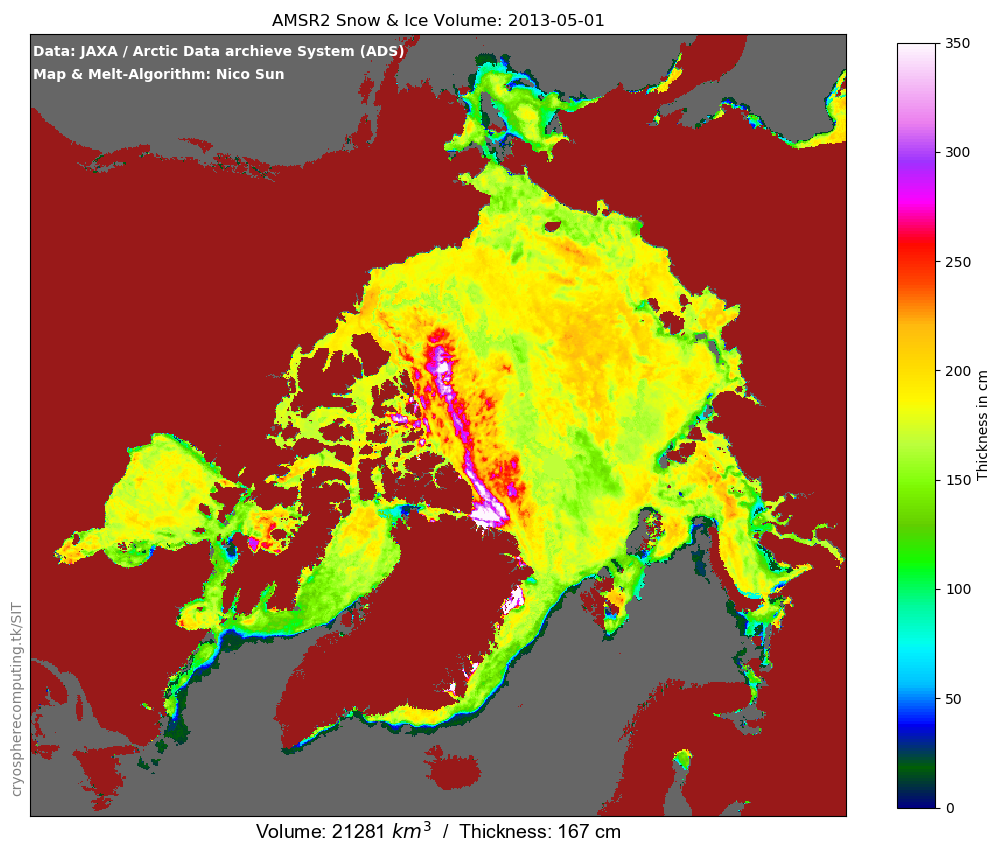 AMSR2 Snow & Ice Volume: 2013-05-01
Data: JAXA / Arctic Data archieve System (ADS)
Map & Melt-Algorithm: Nico Sun
350
300
250
200
150
100
50
0
Thickness in cm
cryospherecomputing.tk/SIT
Volume: 21281 km³ / Thickness: 167 cm